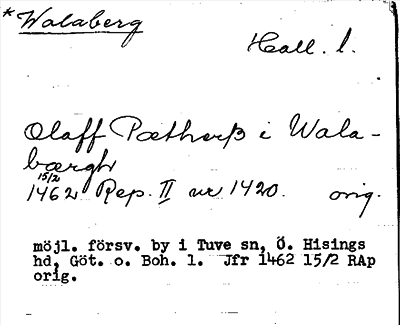 * Walaberg
Hall. l.
Olaff Pætherß i Wala-
bærgh
15/2
1462 Rep. II nr 1420. orig.
möjl. försv. by i Tuve sn, Ö. Hisings
hd, Göt. o. Boh. l. Jfr 1462 15/2 RAp
orig.